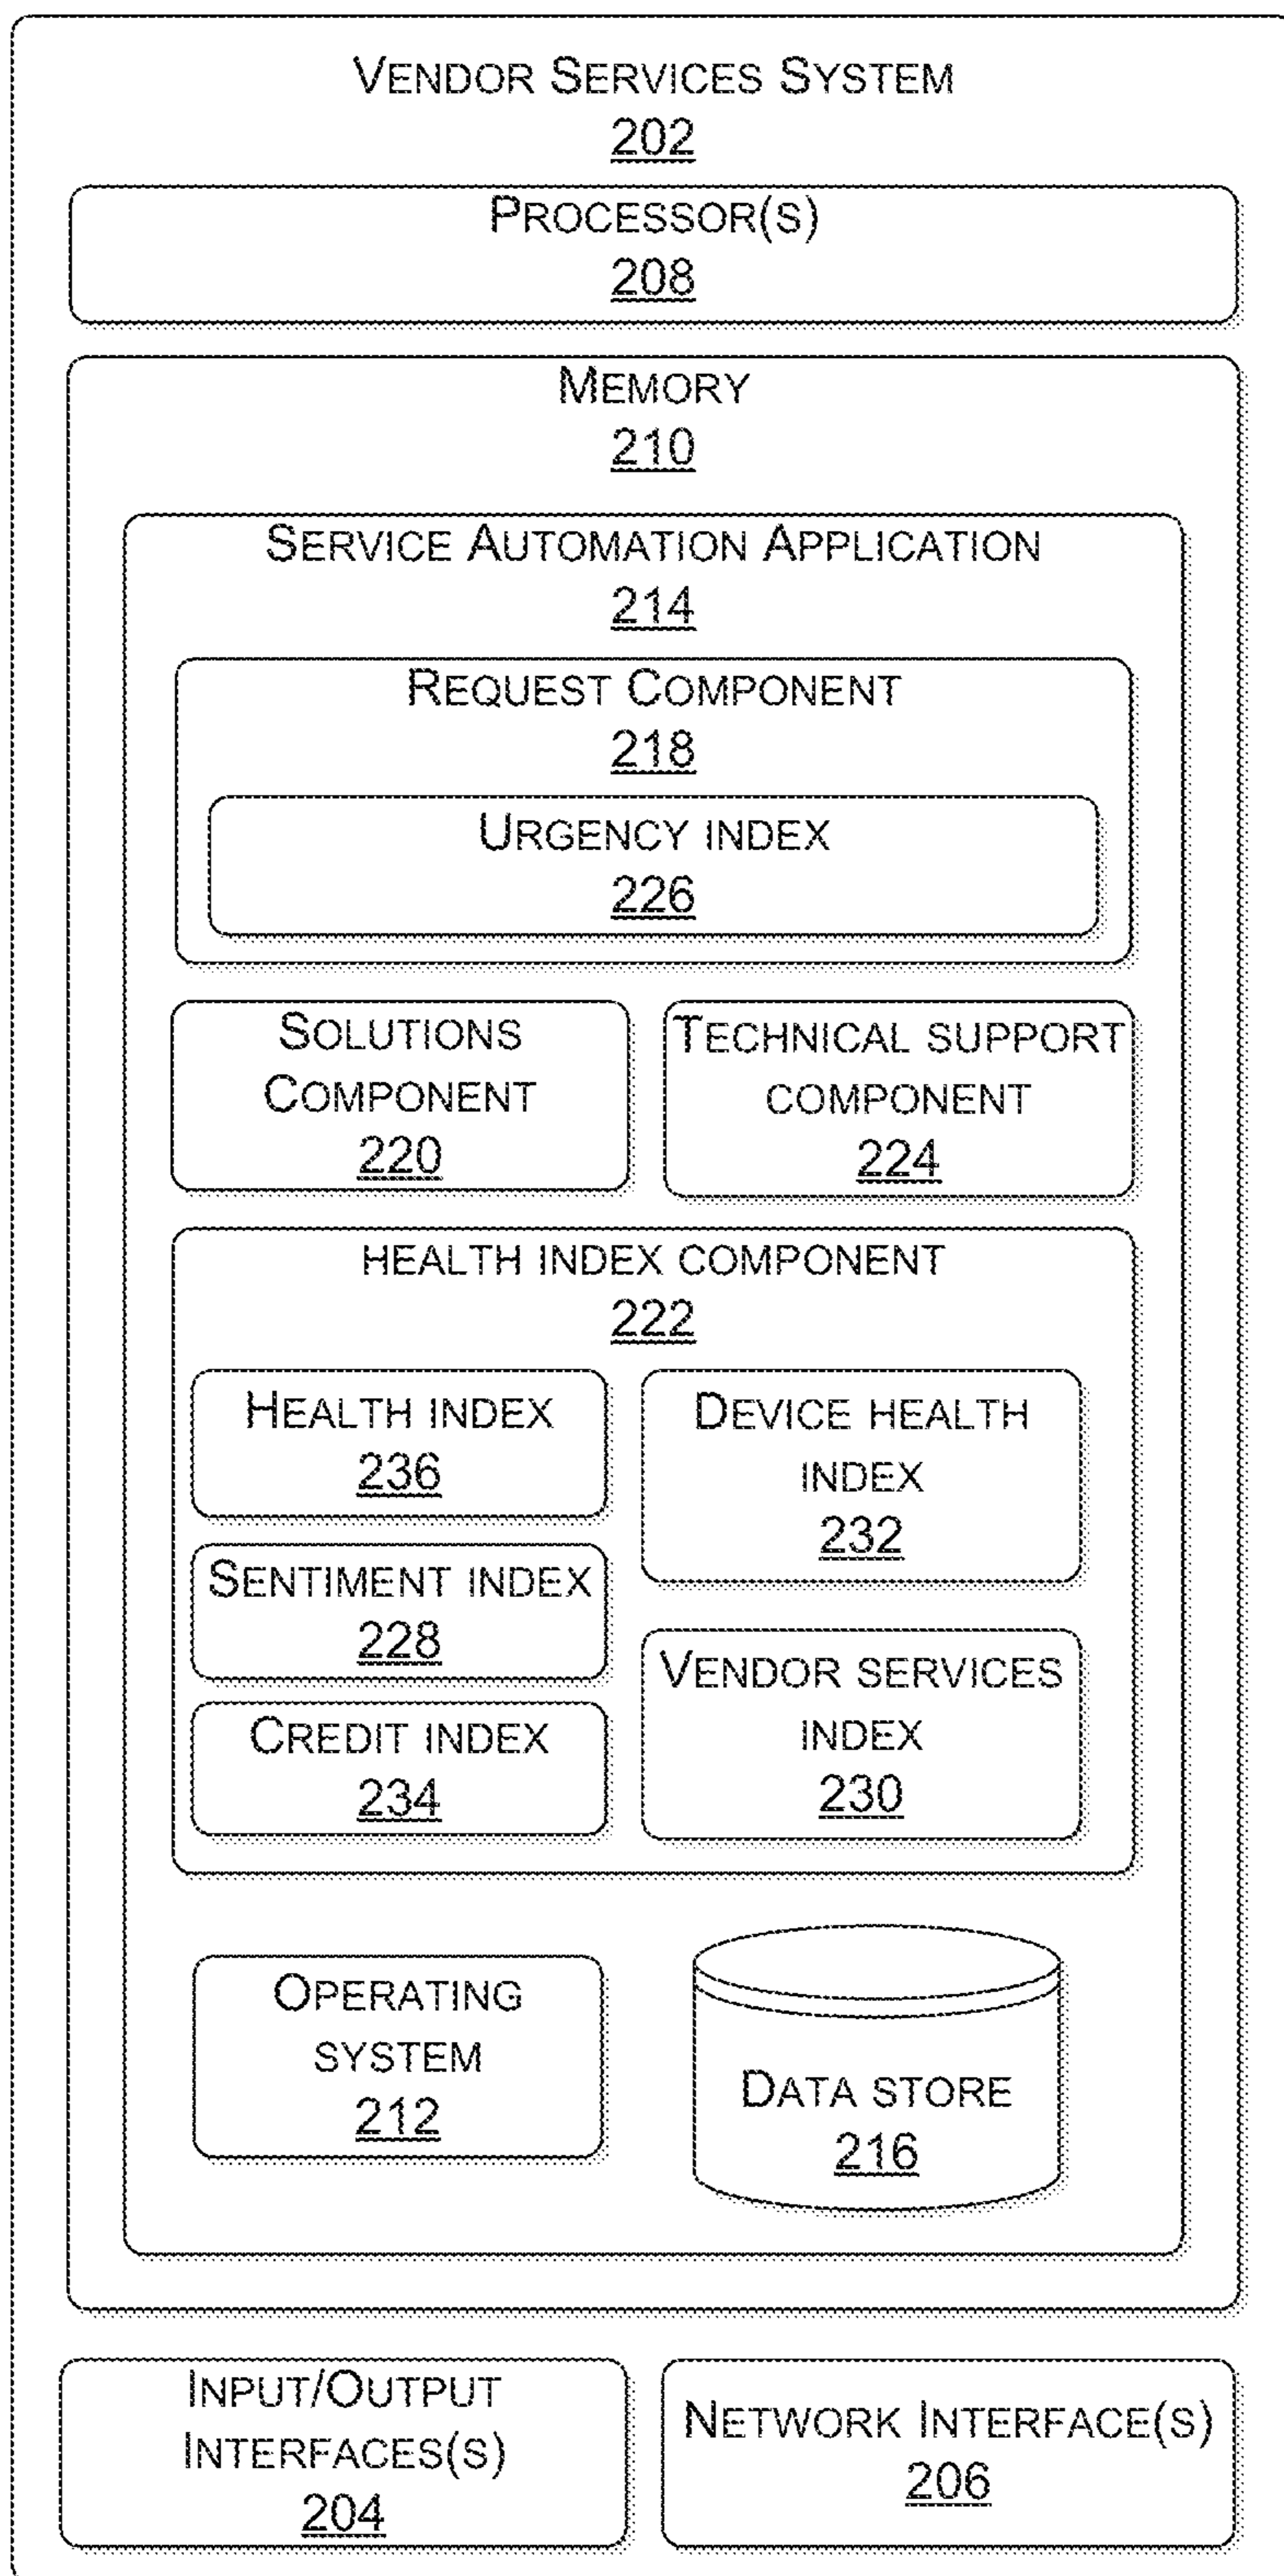 VENDOR SERVICES SYSTEM
202
PROCESSOR(S)
208
MEMORY
210
SERVICE AUTOMATION APPLICATION
214
REQUEST COMPONENT
218
URGENCY INDEX
226
SOLUTIONS
COMPONENT
220
TECHNICAL SUPPORT
COMPONENT
224
HEALTH INDEX COMPONENT
222
HEALTH INDEX
236
DEVICE HEALTH
INDEX
232
SENTIMENT INDEX
228
VENDOR SERVICES
INDEX
230
CREDIT INDEX
234
OPERATING
SYSTEM
212
DATA STORE
216
INPUT/OUTPUT
INTERFACES(S)
204
NETWORK INTERFACE(S)
206